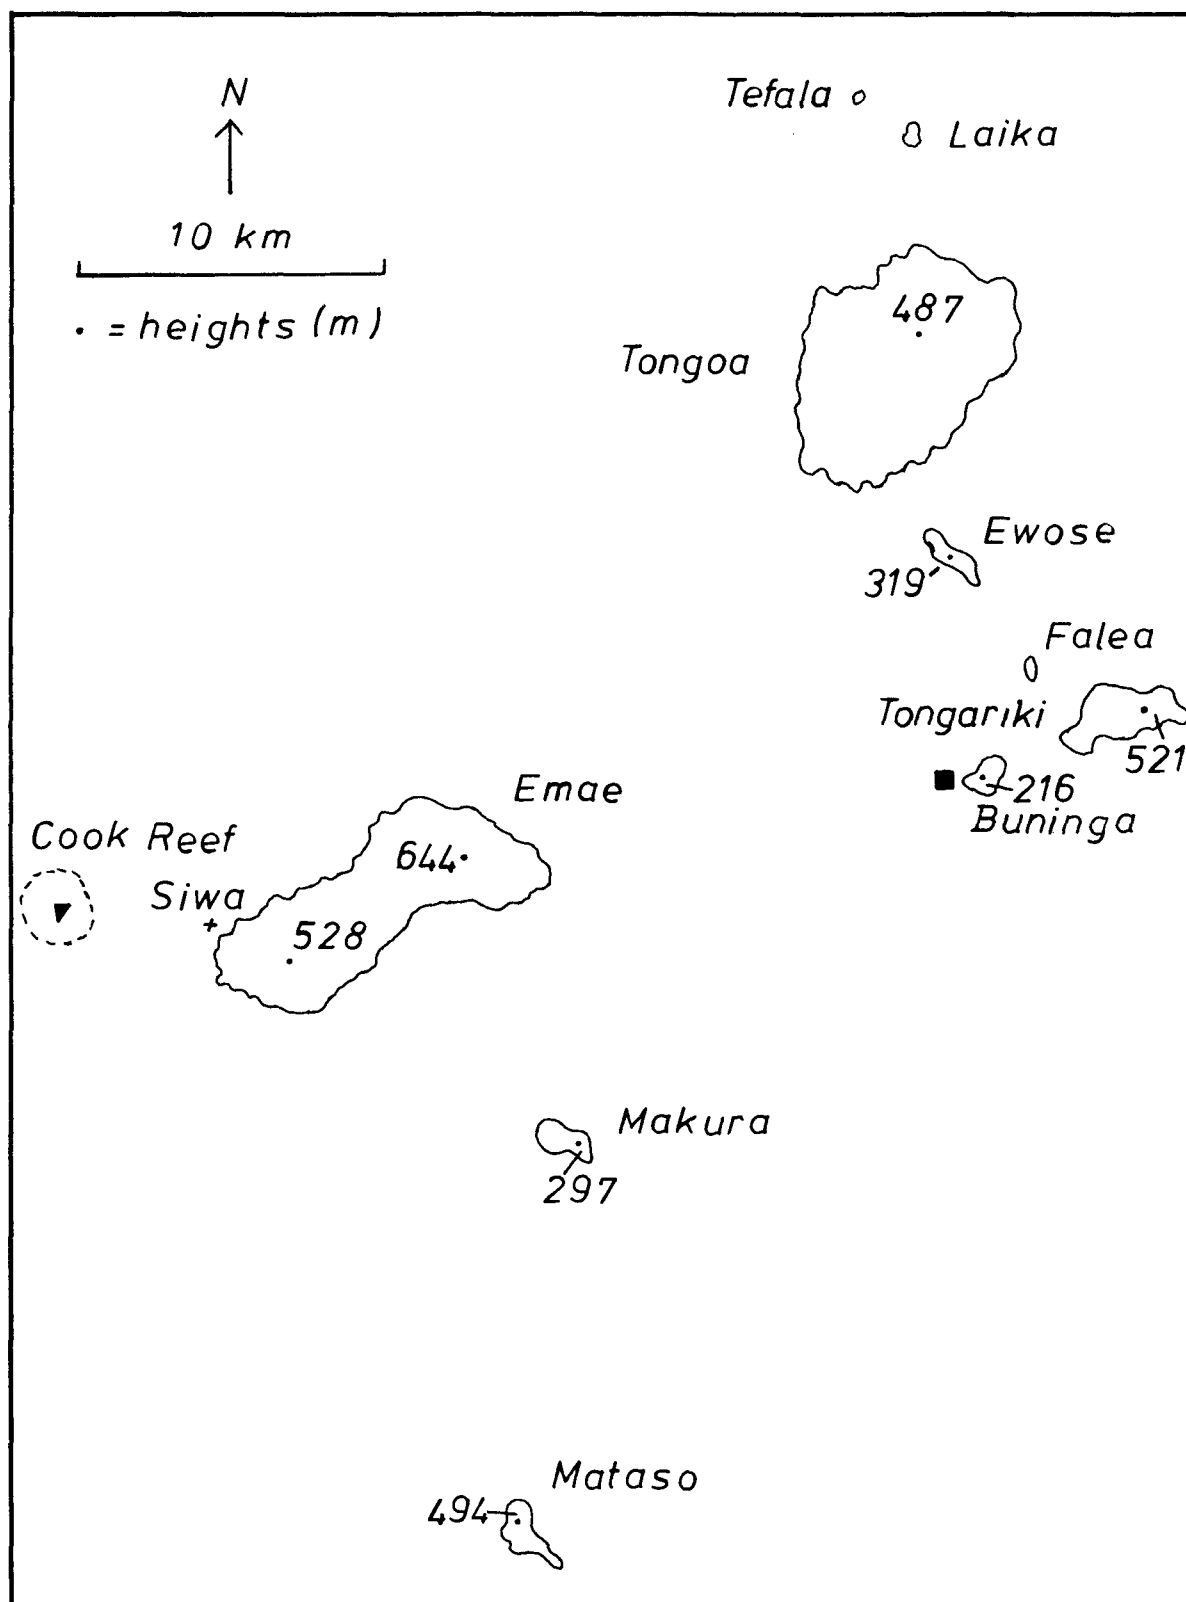 N
10 km
• = heights (m)
Tefala
Laika
487
Tongoa
Ewose
319
Falea
Tongariki
521
216
Buninga
Emae
644
Cook Reef
Siwa
528
Makura
297
Mataso
494